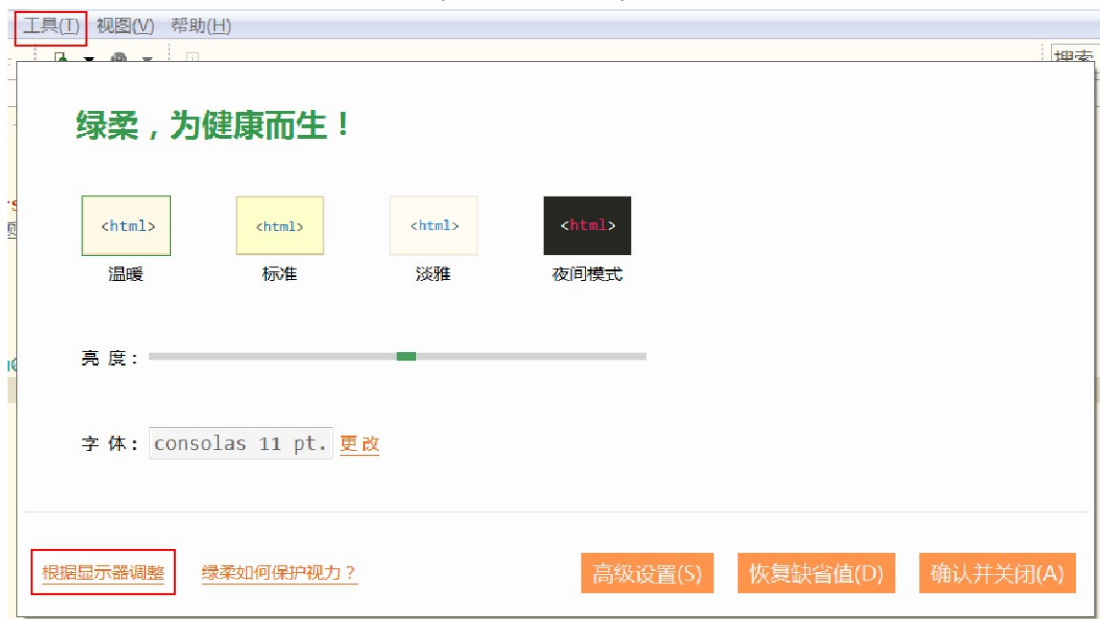 工具(T) 视图(V) 帮助(H)
搜索
绿柔，为健康而生！
<html> <html> <html> <html>
温暖 标准 淡雅 夜间模式
亮 度：
字 体： consolas 11 pt. 更改
根据显示器调整 绿柔如何保护视力？ 高级设置(S) 恢复缺省值(D) 确认并关闭(A)